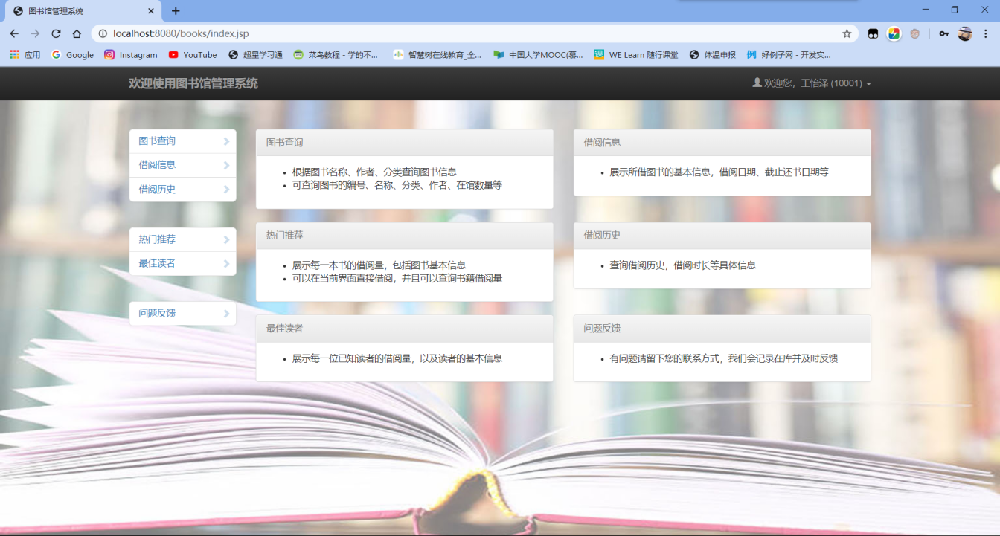 图书馆管理系统
localhost:8080/books/index.jsp
应用 Google Instagram YouTube 超星学习通 菜鸟教程 - 学的不... 智慧树在线教育_全... 中国大学MOOC(慕... WE Learn 随行课堂 体温申报 好例子网 - 开发实...
欢迎使用图书馆管理系统
欢迎您，王怡泽 (10001)
图书查询
借阅信息
借阅历史
热门推荐
最佳读者
问题反馈
图书查询
根据图书名称、作者、分类查询图书信息
可查询图书的编号、名称、分类、作者、在馆数量等
借阅信息
展示所借图书的基本信息，借阅日期、截止还书日期等
热门推荐
展示每一本书的借阅量，包括图书基本信息
可以在当前界面直接借阅，并且可以查询书籍借阅量
借阅历史
查询借阅历史，借阅时长等具体信息
最佳读者
展示每一位已知读者的借阅量，以及读者的基本信息
问题反馈
有问题请留下您的联系方式，我们会记录在库并及时反馈